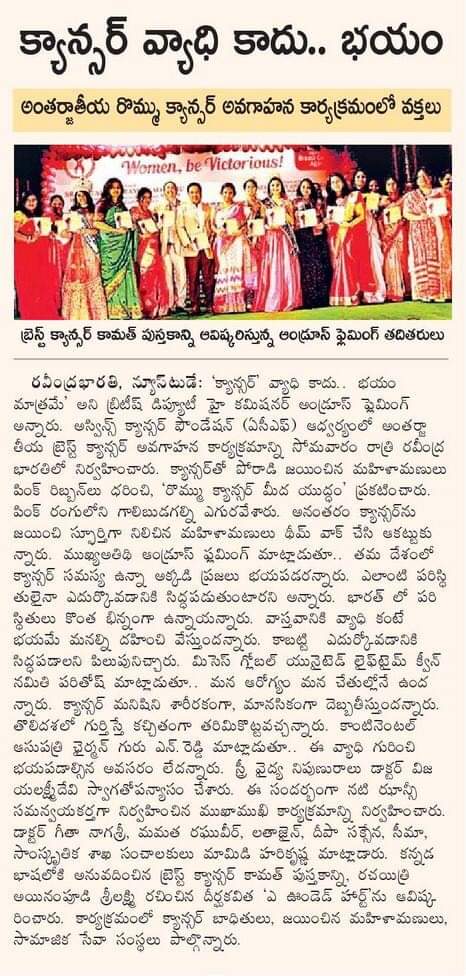 క్యాన్సర్ వ్యాధి కాదు.. భయం
అంతర్జాతీయ రొమ్ము క్యాన్సర్ అవగాహన కార్యక్రమంలో వక్తలు
Women, be Victorious!
బ్రెస్ట్ క్యాన్సర్ కామత్ పుస్తకాన్ని ఆవిష్కరిస్తున్న ఆండ్రూస్ ఫ్లెమింగ్ తదితరులు
రవీంద్రభారతి, న్యూస్‌టుడే: ‘క్యాన్సర్’ వ్యాధి కాదు.. భయం
మాత్రమే’ అని బ్రిటీష్ డిప్యూటీ హై కమిషనర్ ఆండ్రూస్ ఫ్లెమింగ్
అన్నారు. అస్విన్స్ క్యాన్సర్ ఫౌండేషన్ (ఏసీఎఫ్) ఆధ్వర్యంలో అంతర్జా
తీయ బ్రెస్ట్ క్యాన్సర్ అవగాహన కార్యక్రమాన్ని సోమవారం రాత్రి రవీంద్ర
భారతిలో నిర్వహించారు. క్యాన్సర్‌తో పోరాడి జయించిన మహిళామణులు
పింక్ రిబ్బన్‌లు ధరించి, ‘రొమ్ము క్యాన్సర్ మీద యుద్ధం’ ప్రకటించారు.
పింక్ రంగులోని గాలిబుడగల్ని ఎగురవేశారు. అనంతరం క్యాన్సర్‌ను
జయించి స్ఫూర్తిగా నిలిచిన మహిళామణులు థీమ్ వాక్ చేసి ఆకట్టుకు
న్నారు. ముఖ్యఅతిథి ఆండ్రూస్ ఫ్లమింగ్ మాట్లాడుతూ.. తమ దేశంలో
క్యాన్సర్ సమస్య ఉన్నా అక్కడి ప్రజలు భయపడరన్నారు. ఎలాంటి పరిస్థి
తులైనా ఎదుర్కోవడానికి సిద్ధపడుతుంటారని అన్నారు. భారత్ లో పరి
స్థితులు కొంత భిన్నంగా ఉన్నాయన్నారు. వాస్తవానికి వ్యాధి కంటే
భయమే మనల్ని దహించి వేస్తుందన్నారు. కాబట్టి ఎదుర్కోవడానికి
సిద్ధపడాలని పిలుపునిచ్చారు. మిసెస్ గ్లోబల్ యునైటెడ్ లైఫ్‌టైమ్ క్వీన్
నమితి పరితోష్ మాట్లాడుతూ.. మన ఆరోగ్యం మన చేతుల్లోనే ఉంద
న్నారు. క్యాన్సర్ మనిషిని శారీరకంగా, మానసికంగా దెబ్బతీస్తుందన్నారు.
తొలిదశలో గుర్తిస్తే కచ్చితంగా తరిమికొట్టవచ్చన్నారు. కాంటినెంటల్
ఆసుపత్రి ఛైర్మన్ గురు ఎన్.రెడ్డి మాట్లాడుతూ.. ఈ వ్యాధి గురించి
భయపడాల్సిన అవసరం లేదన్నారు. స్త్రీ వైద్య నిపుణురాలు డాక్టర్ విజ
యలక్ష్మీదేవి స్వాగతోపన్యాసం చేశారు. ఈ సందర్భంగా నటి ఝాన్సీ
సమన్వయకర్తగా నిర్వహించిన ముఖాముఖి కార్యక్రమాన్ని నిర్వహించారు.
డాక్టర్ గీతా నాగశ్రీ, మమత రఘువీర్, లతాజైన్, దీపా సక్సేన, సీమా,
సాంస్కృతిక శాఖ సంచాలకులు మామిడి హరికృష్ణ మాట్లాడారు. కన్నడ
భాషలోకి అనువదించిన బ్రెస్ట్ క్యాన్సర్ కామత్ పుస్తకాన్ని, రచయిత్రి
అయినంపూడి శ్రీలక్ష్మి రచించిన దీర్ఘకవిత ‘ఎ ఊండెడ్ హార్ట్’ను ఆవిష్క
రించారు. కార్యక్రమంలో క్యాన్సర్ బాధితులు, జయించిన మహిళామణులు,
సామాజిక సేవా సంస్థలు పాల్గొన్నారు.